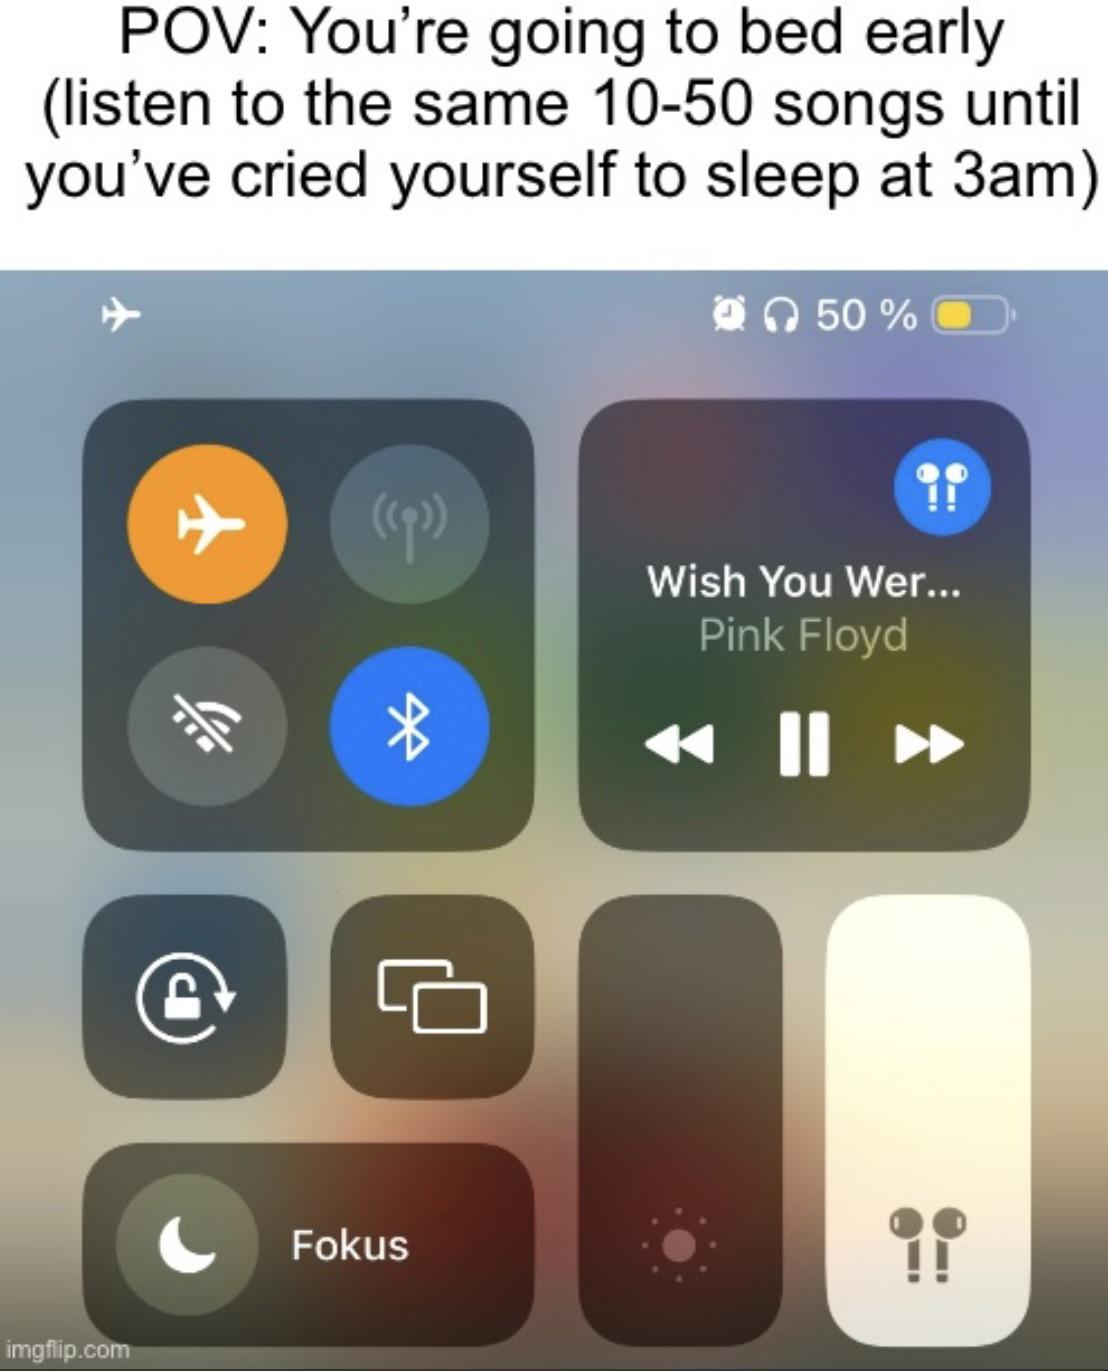 POV: You’re going to bed early
(listen to the same 10-50 songs until
you’ve cried yourself to sleep at 3am)
50 %
Wish You Wer...
Pink Floyd
Fokus
imgflip.com